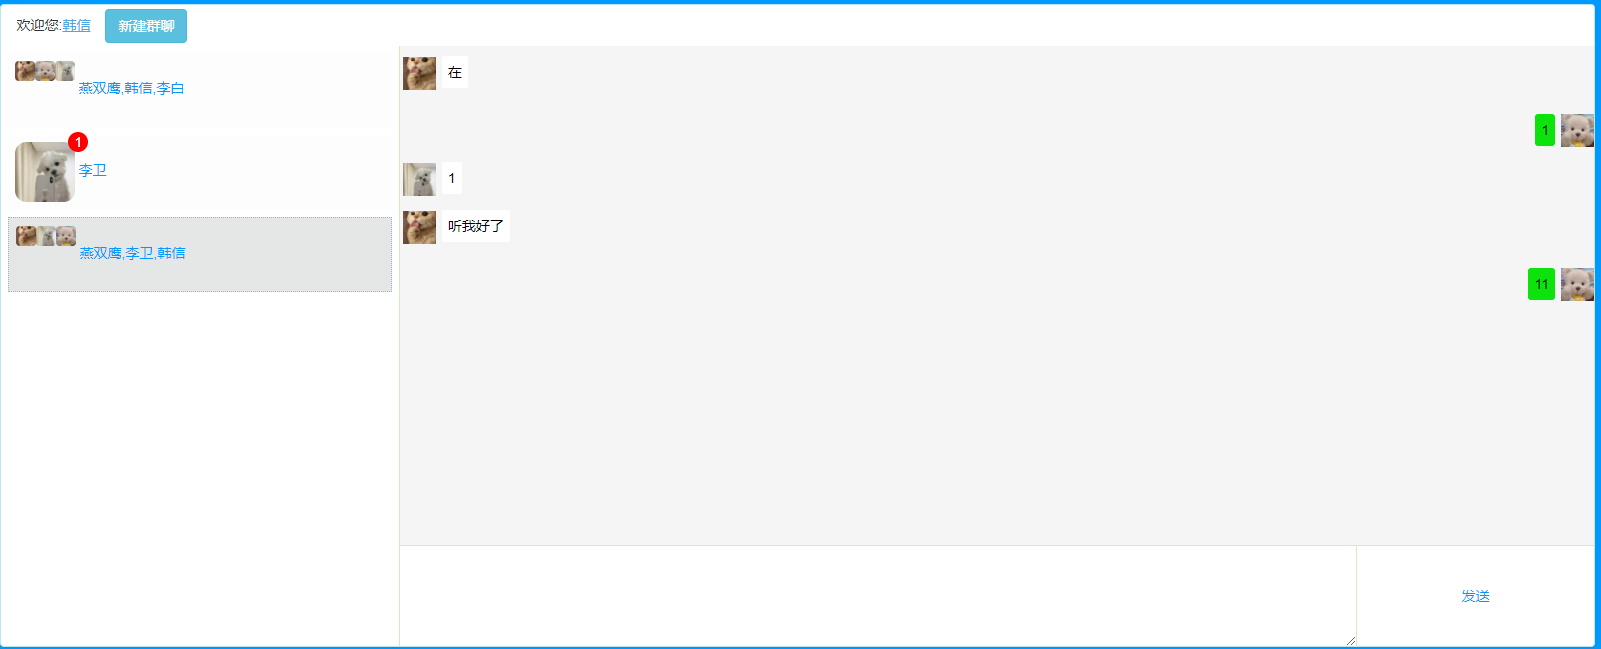 欢迎您:韩信 新建群聊
燕双鹰,韩信,李白
1
李卫
燕双鹰,李卫,韩信
在
1
1
听我好了
11
发送